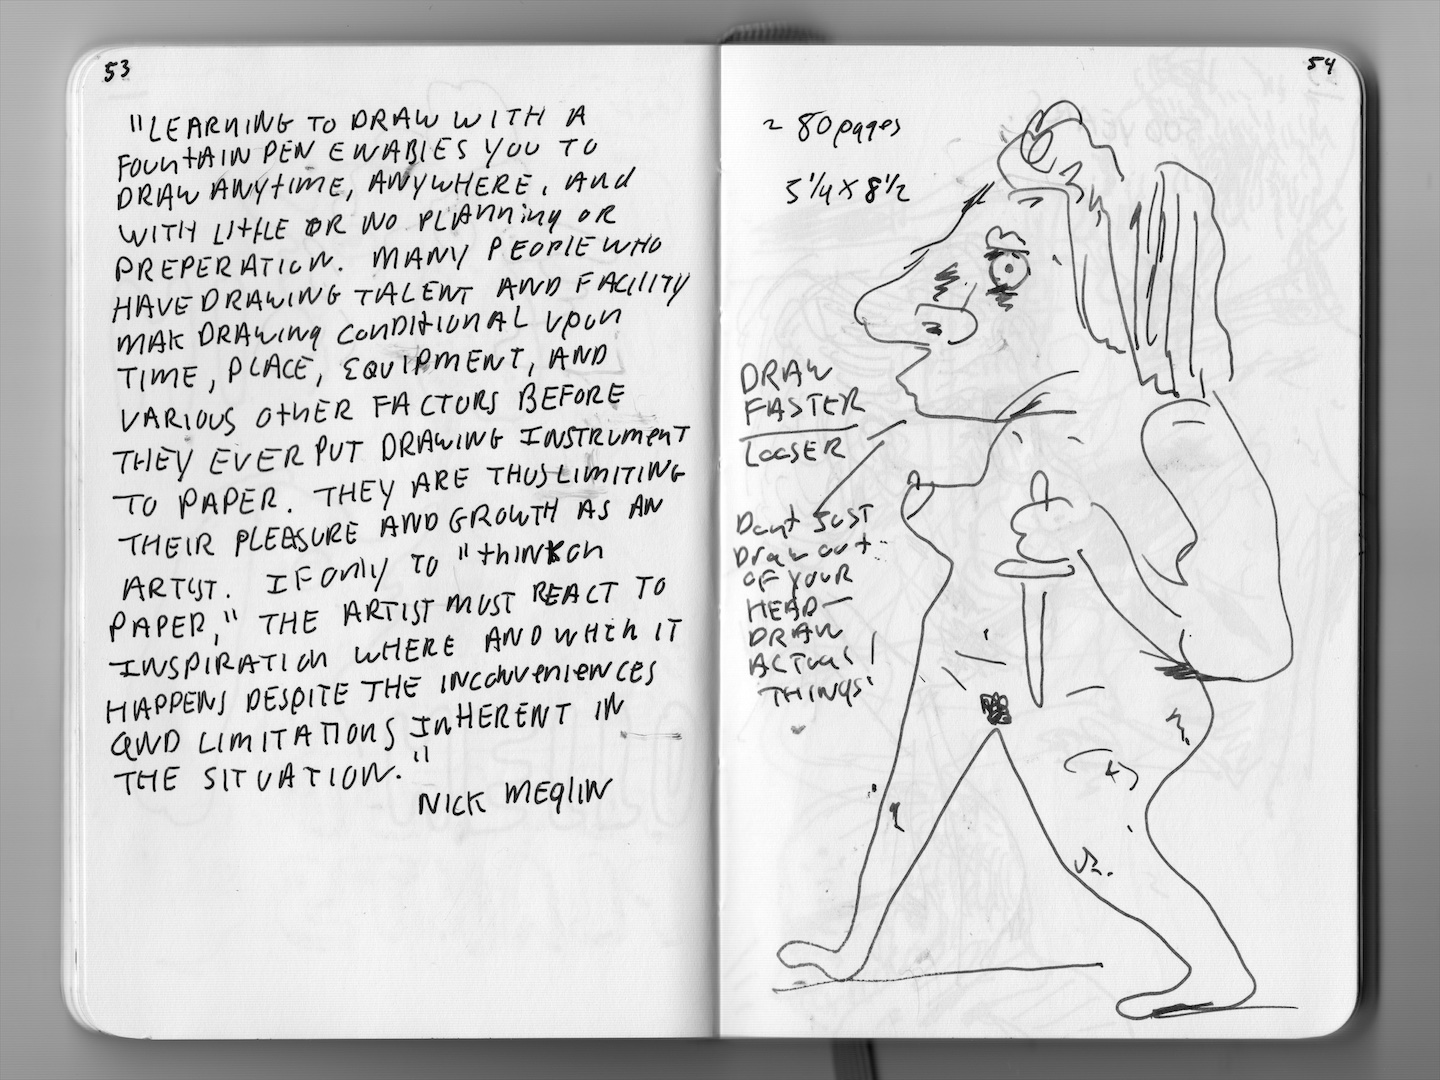 53
"LEARNING TO DRAW WITH A
FOUNTAIN PEN ENABLES YOU TO
DRAW ANYTIME, ANYWHERE, AND
WITH LITTLE OR NO PLANNING OR
PREPERATION. MANY PEOPLE WHO
HAVE DRAWING TALENT AND FACILITY
MAK DRAWING CONDITIONAL UPON
TIME, PLACE, EQUIPMENT, AND
VARIOUS OTHER FACTORS BEFORE
THEY EVER PUT DRAWING INSTRUMENT
TO PAPER. THEY ARE THUS LIMITING
THEIR PLEASURE AND GROWTH AS AN
ARTIST. IF ONLY TO "THINK ON
PAPER," THE ARTIST MUST REACT TO
INSPIRATION WHERE AND WHEN IT
HAPPENS DESPITE THE INCONVENIENCES
AND LIMITATIONS INHERENT IN
THE SITUATION."
NICK MEGLIN
54
~ 80 pages
5 1/4 X 8 1/2
DRAW
FASTER
LOOSER
Dont JUST
Draw out
OF YOUR
HEAD—
DRAW
ACTUAL
THINGS!